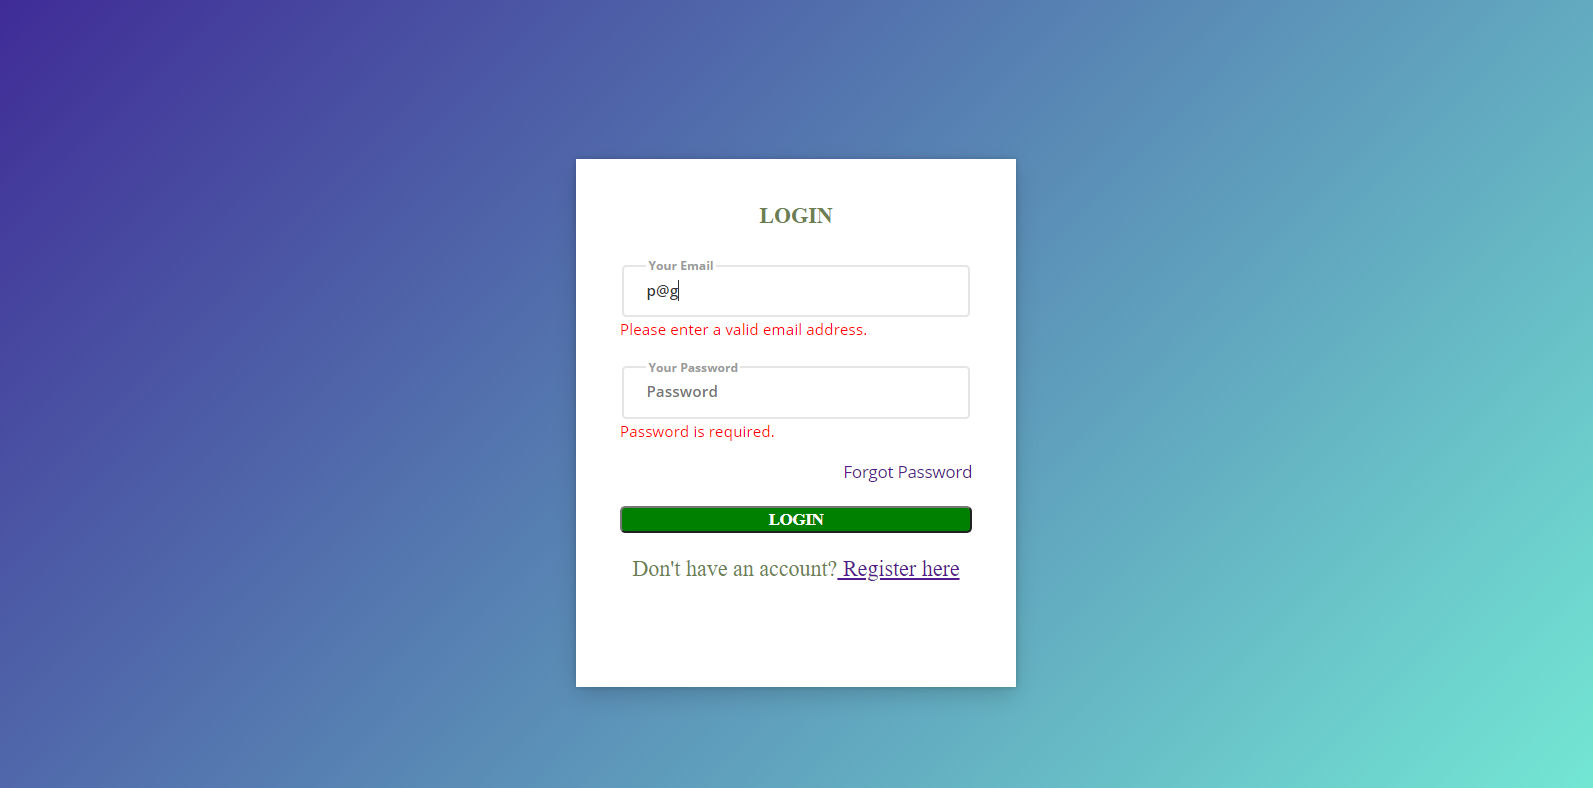 LOGIN
Your Email
p@g
Please enter a valid email address.
Your Password
Password
Password is required.
Forgot Password
LOGIN
Don't have an account? Register here